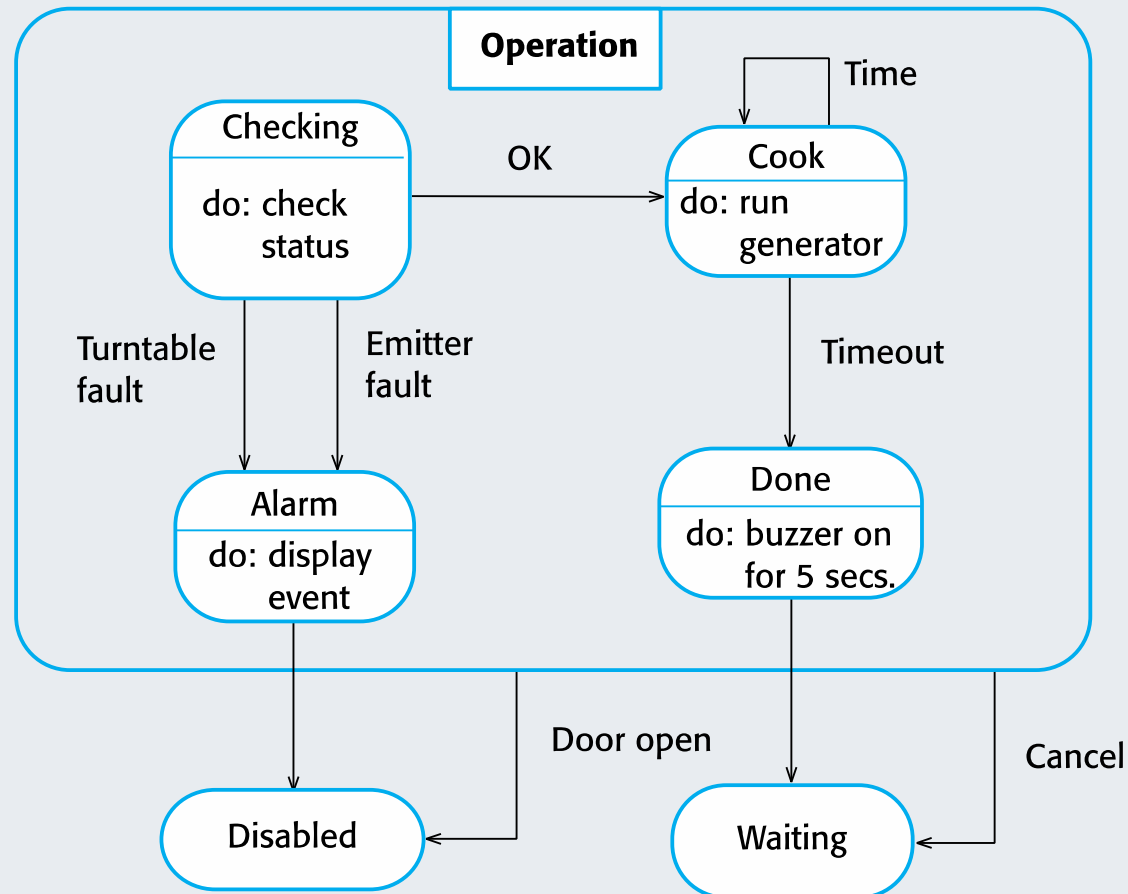 Operation
Time
Checking
OK
Cook
do: check
status
do: run
generator
Turntable
fault
Emitter
fault
Timeout
Alarm
do: display
event
Done
do: buzzer on
for 5 secs.
Door open
Cancel
Disabled
Waiting